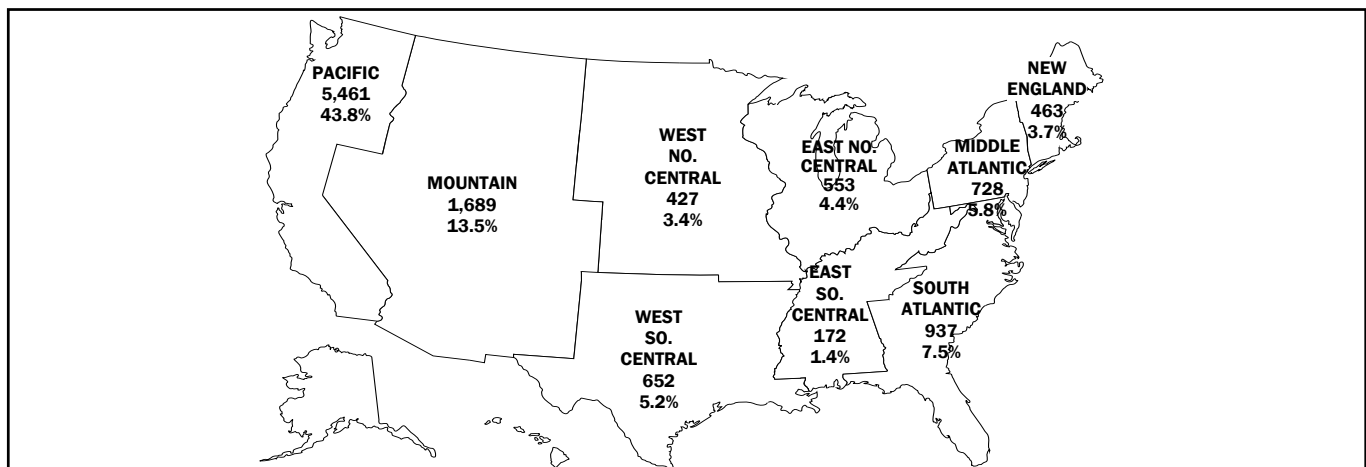 PACIFIC
5,461
43.8%
MOUNTAIN
1,689
13.5%
WEST
NO.
CENTRAL
427
3.4%
WEST
SO.
CENTRAL
652
5.2%
EAST NO.
CENTRAL
553
4.4%
EAST
SO.
CENTRAL
172
1.4%
SOUTH
ATLANTIC
937
7.5%
MIDDLE
ATLANTIC
728
5.8%
NEW
ENGLAND
463
3.7%